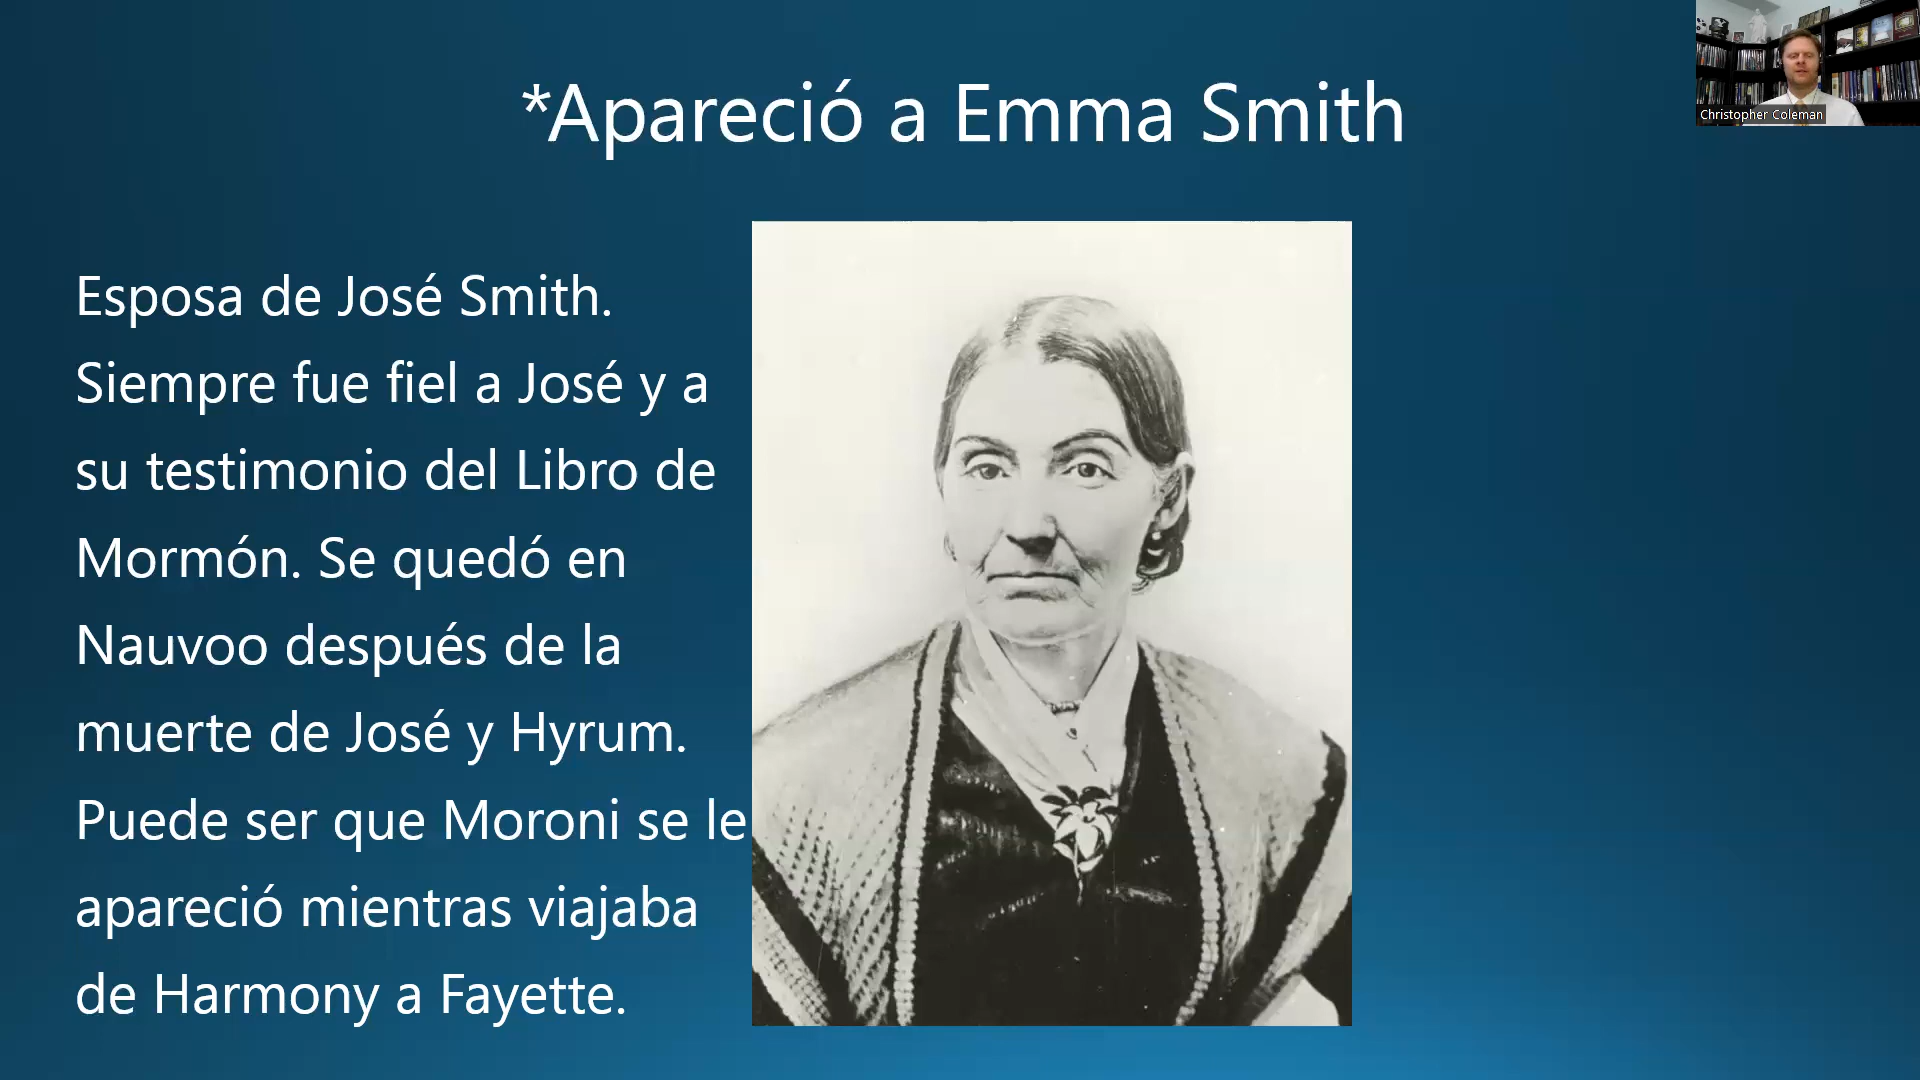 *Apareció a Emma Smith
Christopher Coleman
Esposa de José Smith.
Siempre fue fiel a José y a
su testimonio del Libro de
Mormón. Se quedó en
Nauvoo después de la
muerte de José y Hyrum.
Puede ser que Moroni se le
apareció mientras viajaba
de Harmony a Fayette.